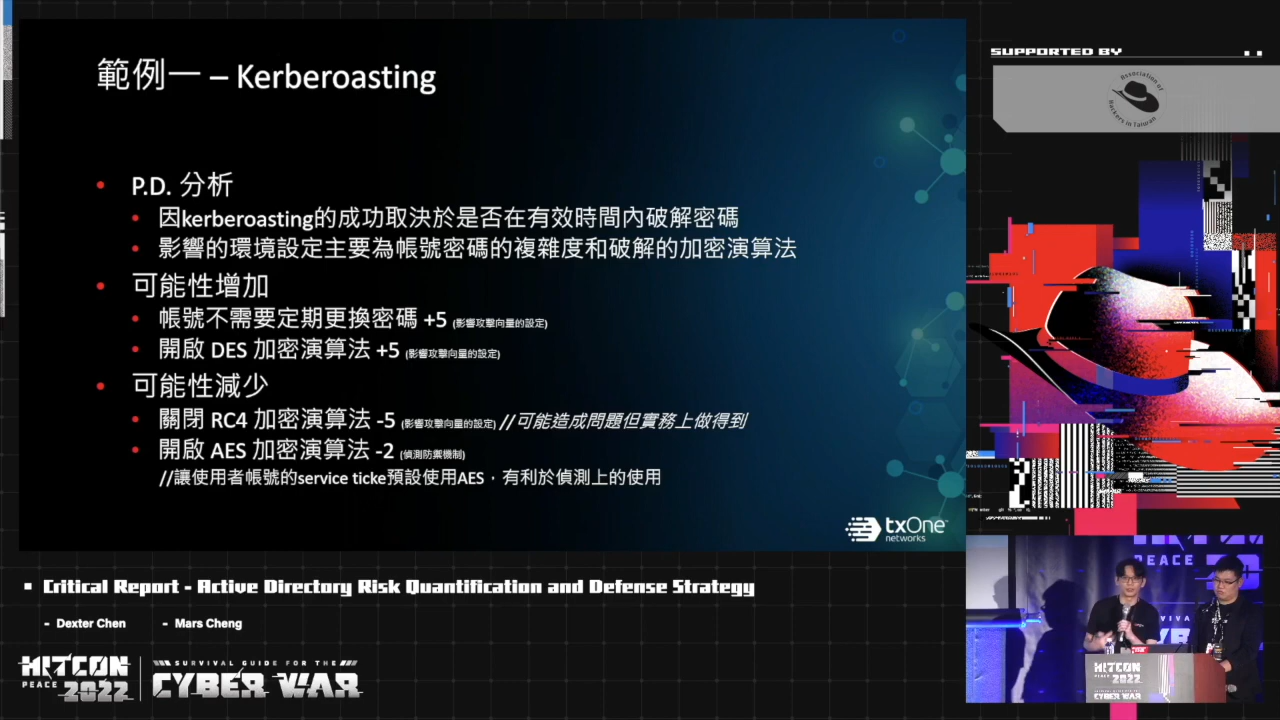 範例一 – Kerberoasting
P.D. 分析
因kerberoasting的成功取決於是否在有效時間內破解密碼
影響的環境設定主要為帳號密碼的複雜度和破解的加密演算法
可能性增加
帳號不需要定期更換密碼 +5 (影響攻擊向量的設定)
開啟 DES 加密演算法 +5 (影響攻擊向量的設定)
可能性減少
關閉 RC4 加密演算法 -5 (影響攻擊向量的設定) //可能造成問題但實務上做得到
開啟 AES 加密演算法 -2 (偵測防禦機制)
//讓使用者帳號的service ticke預設使用AES，有利於偵測上的使用
txOne
networks
SUPPORTED BY
Association of
Hackers in Taiwan
Critical Report - Active Directory Risk Quantification and Defense Strategy
- Dexter Chen - Mars Cheng
HITCON
PEACE 2022
SURVIVAL GUIDE FOR THE
CYBER WAR
PEACE
HITCON
2022
CYBER WAR